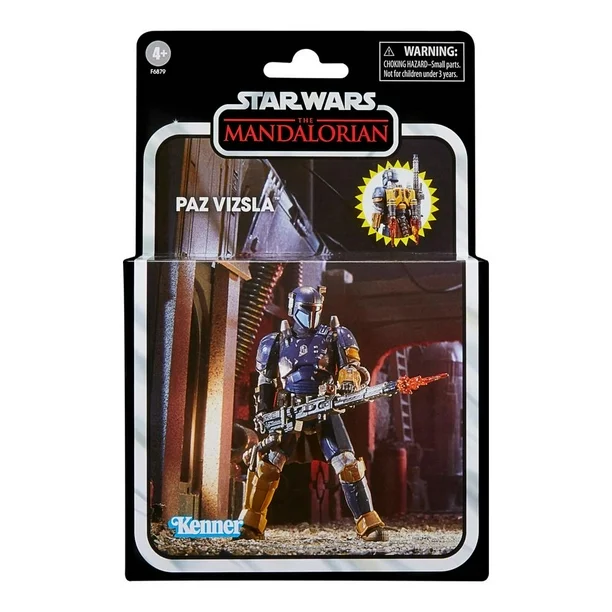 4+
F6879
WARNING:
CHOKING HAZARD–Small parts.
Not for children under 3 years.
STAR WARS
THE
MANDALORIAN
PAZ VIZSLA™
Kenner